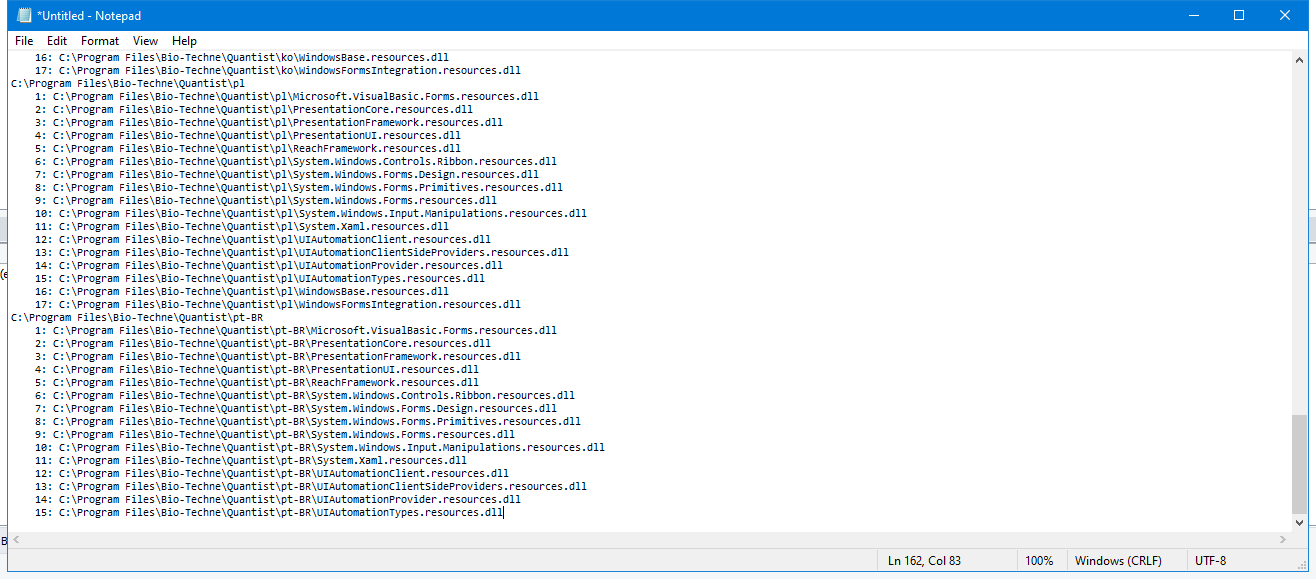 *Untitled - Notepad
File Edit Format View Help
16: C:\Program Files\Bio-Techne\Quantist\ko\WindowsBase.resources.dll
17: C:\Program Files\Bio-Techne\Quantist\ko\WindowsFormsIntegration.resources.dll
C:\Program Files\Bio-Techne\Quantist\pl
1: C:\Program Files\Bio-Techne\Quantist\pl\Microsoft.VisualBasic.Forms.resources.dll
2: C:\Program Files\Bio-Techne\Quantist\pl\PresentationCore.resources.dll
3: C:\Program Files\Bio-Techne\Quantist\pl\PresentationFramework.resources.dll
4: C:\Program Files\Bio-Techne\Quantist\pl\PresentationUI.resources.dll
5: C:\Program Files\Bio-Techne\Quantist\pl\ReachFramework.resources.dll
6: C:\Program Files\Bio-Techne\Quantist\pl\System.Windows.Controls.Ribbon.resources.dll
7: C:\Program Files\Bio-Techne\Quantist\pl\System.Windows.Forms.Design.resources.dll
8: C:\Program Files\Bio-Techne\Quantist\pl\System.Windows.Forms.Primitives.resources.dll
9: C:\Program Files\Bio-Techne\Quantist\pl\System.Windows.Forms.resources.dll
10: C:\Program Files\Bio-Techne\Quantist\pl\System.Windows.Input.Manipulations.resources.dll
11: C:\Program Files\Bio-Techne\Quantist\pl\System.Xaml.resources.dll
12: C:\Program Files\Bio-Techne\Quantist\pl\UIAutomationClient.resources.dll
13: C:\Program Files\Bio-Techne\Quantist\pl\UIAutomationClientSideProviders.resources.dll
14: C:\Program Files\Bio-Techne\Quantist\pl\UIAutomationProvider.resources.dll
15: C:\Program Files\Bio-Techne\Quantist\pl\UIAutomationTypes.resources.dll
16: C:\Program Files\Bio-Techne\Quantist\pl\WindowsBase.resources.dll
17: C:\Program Files\Bio-Techne\Quantist\pl\WindowsFormsIntegration.resources.dll
C:\Program Files\Bio-Techne\Quantist\pt-BR
1: C:\Program Files\Bio-Techne\Quantist\pt-BR\Microsoft.VisualBasic.Forms.resources.dll
2: C:\Program Files\Bio-Techne\Quantist\pt-BR\PresentationCore.resources.dll
3: C:\Program Files\Bio-Techne\Quantist\pt-BR\PresentationFramework.resources.dll
4: C:\Program Files\Bio-Techne\Quantist\pt-BR\PresentationUI.resources.dll
5: C:\Program Files\Bio-Techne\Quantist\pt-BR\ReachFramework.resources.dll
6: C:\Program Files\Bio-Techne\Quantist\pt-BR\System.Windows.Controls.Ribbon.resources.dll
7: C:\Program Files\Bio-Techne\Quantist\pt-BR\System.Windows.Forms.Design.resources.dll
8: C:\Program Files\Bio-Techne\Quantist\pt-BR\System.Windows.Forms.Primitives.resources.dll
9: C:\Program Files\Bio-Techne\Quantist\pt-BR\System.Windows.Forms.resources.dll
10: C:\Program Files\Bio-Techne\Quantist\pt-BR\System.Windows.Input.Manipulations.resources.dll
11: C:\Program Files\Bio-Techne\Quantist\pt-BR\System.Xaml.resources.dll
12: C:\Program Files\Bio-Techne\Quantist\pt-BR\UIAutomationClient.resources.dll
13: C:\Program Files\Bio-Techne\Quantist\pt-BR\UIAutomationClientSideProviders.resources.dll
14: C:\Program Files\Bio-Techne\Quantist\pt-BR\UIAutomationProvider.resources.dll
15: C:\Program Files\Bio-Techne\Quantist\pt-BR\UIAutomationTypes.resources.dll
Ln 162, Col 83 100% Windows (CRLF) UTF-8